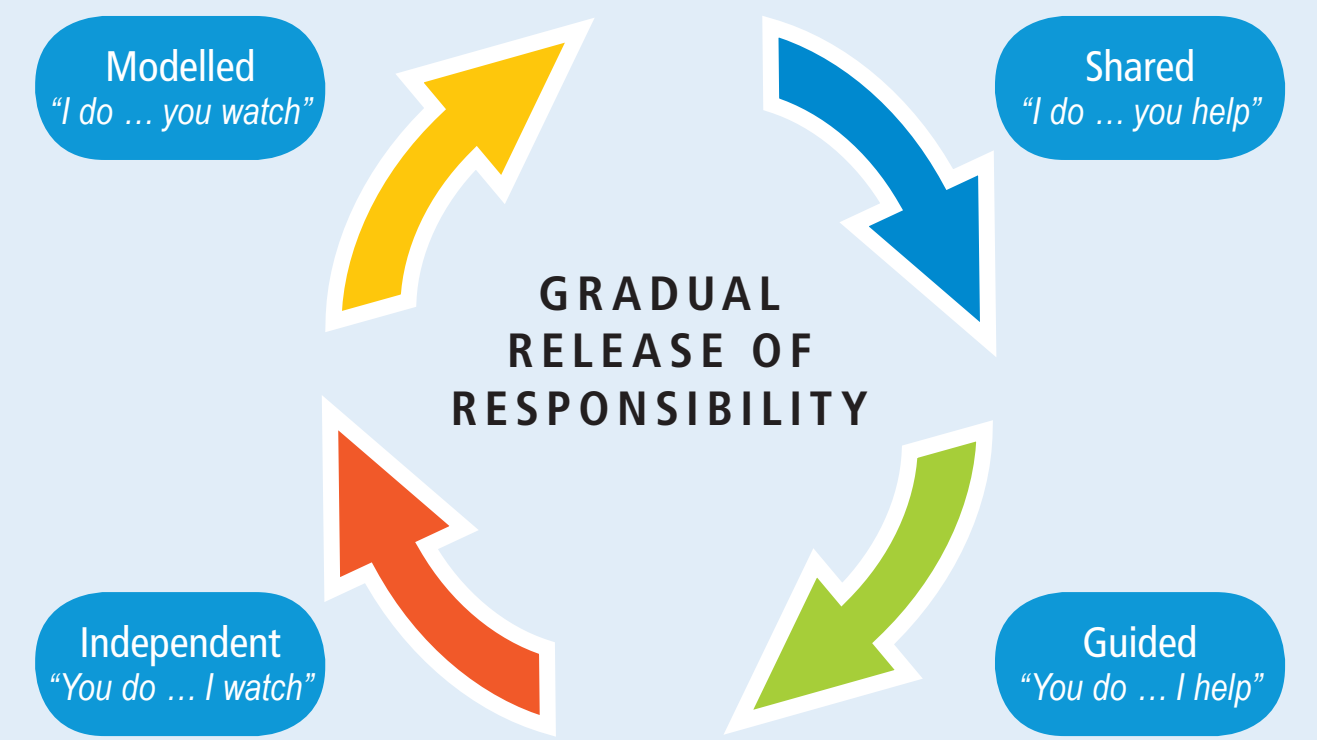 Modelled
“I do … you watch”
Shared
“I do … you help”
GRADUAL
RELEASE OF
RESPONSIBILITY
Independent
“You do … I watch”
Guided
“You do … I help”